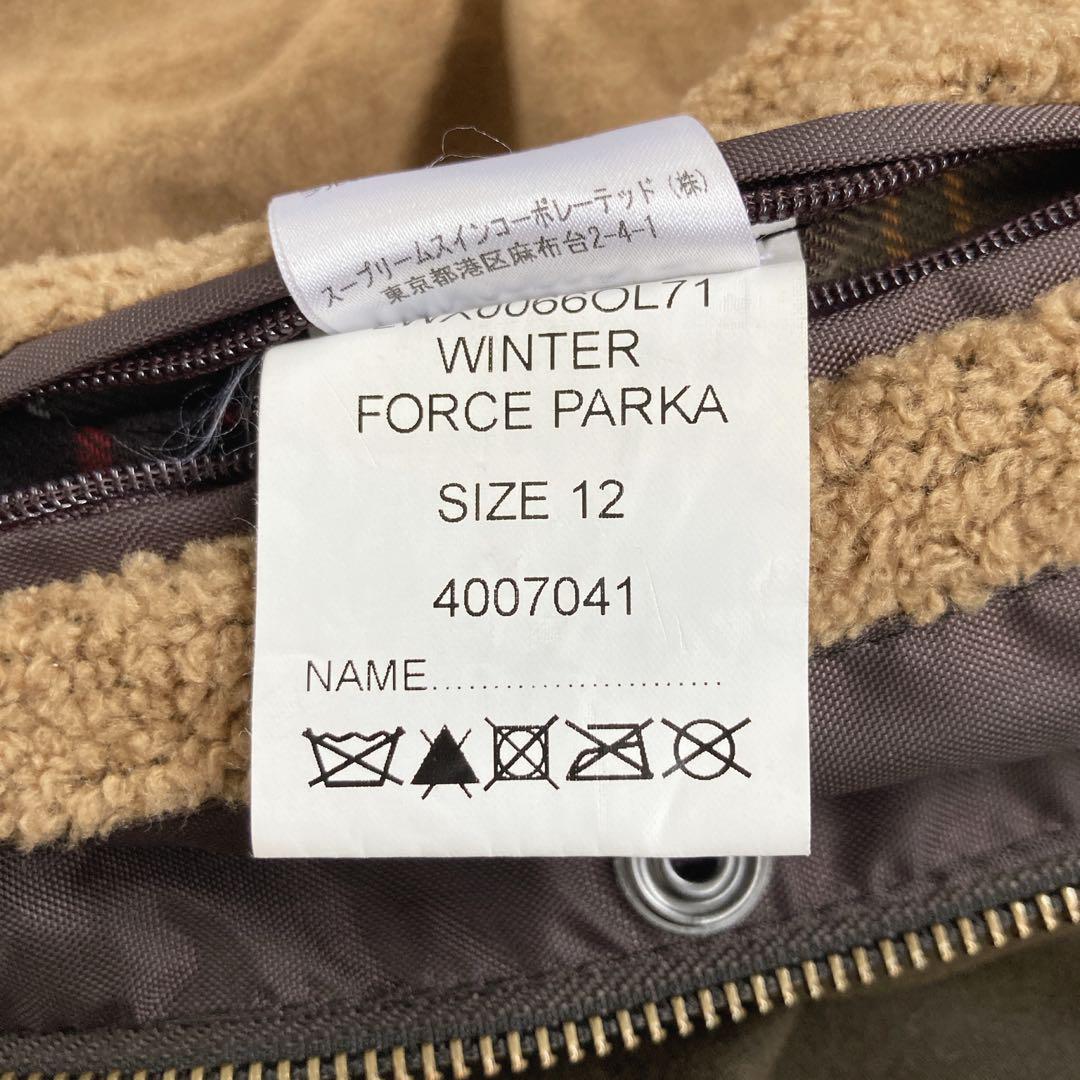 スープリームスインコーポレーテッド（株）
東京都港区麻布台2-4-1
WINTER
FORCE PARKA
SIZE 12
4007041
NAME........................